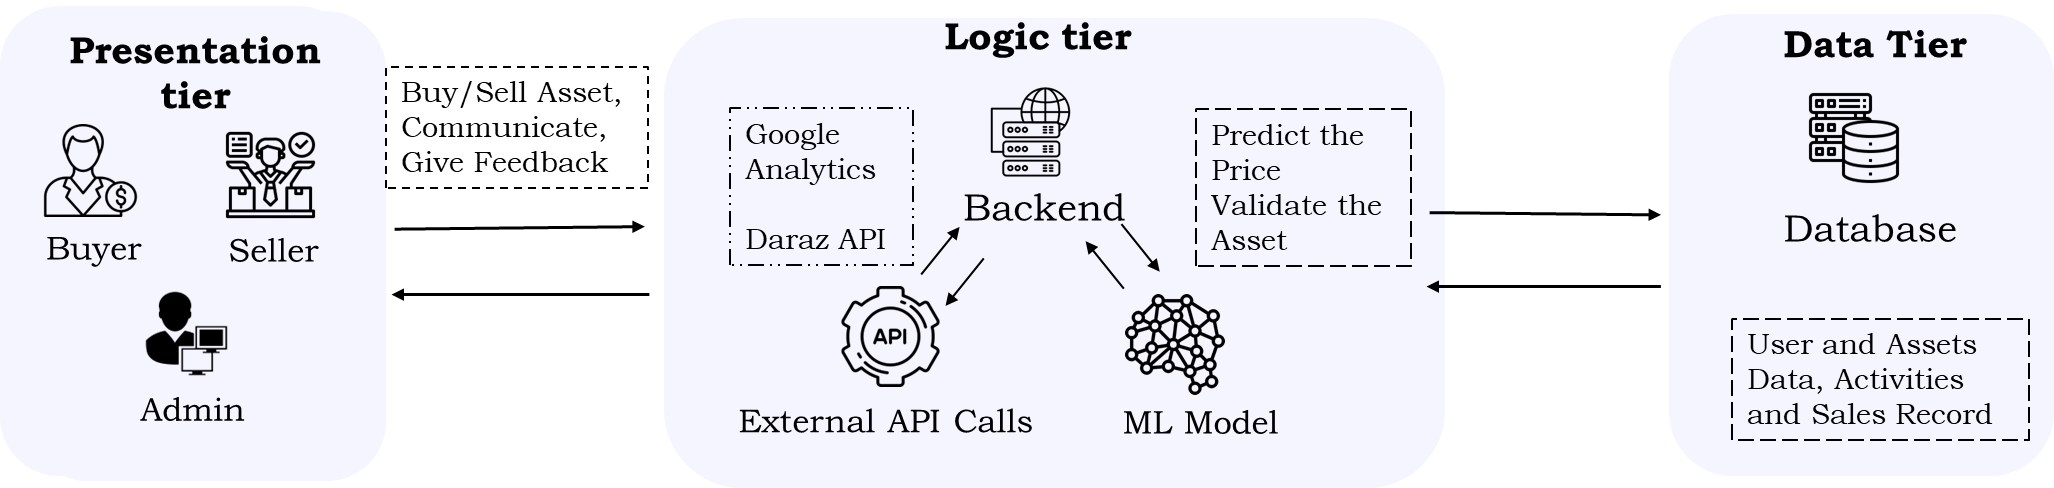 Presentation
tier
Buyer
Seller
Admin
Buy/Sell Asset,
Communicate,
Give Feedback
Logic tier
Google
Analytics
Daraz API
Backend
Predict the
Price
Validate the
Asset
API
External API Calls
ML Model
Data Tier
Database
User and Assets
Data, Activities
and Sales Record